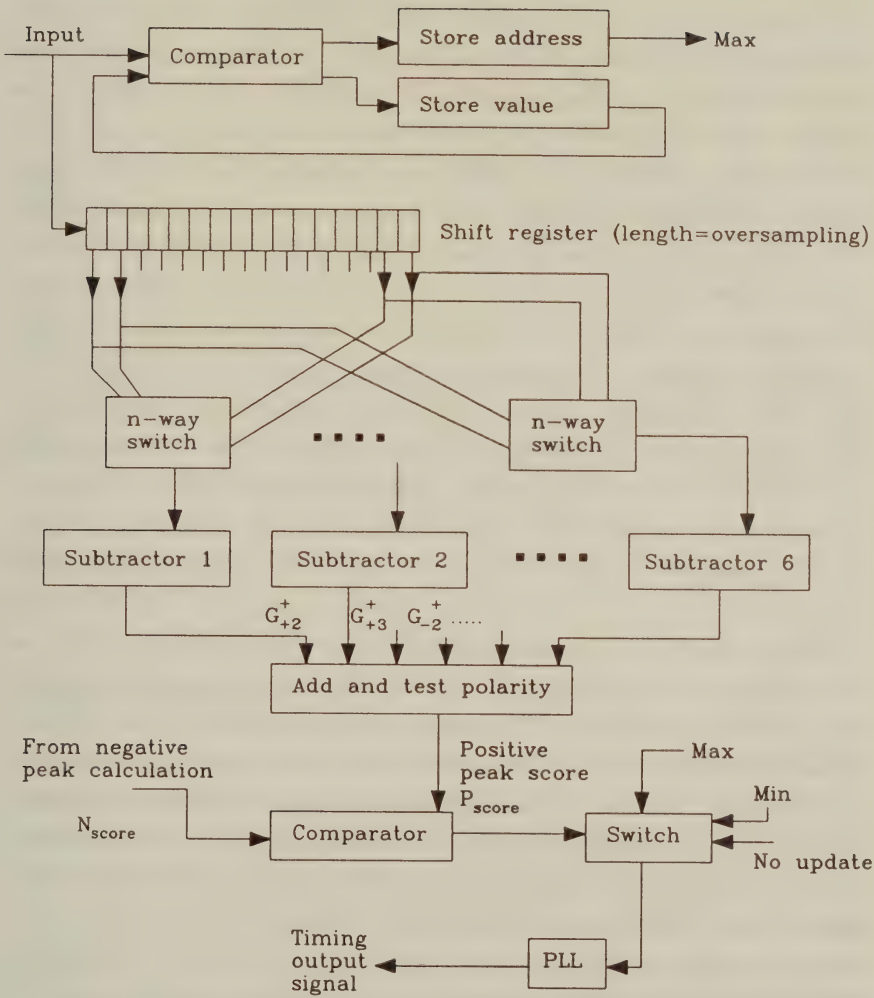 Input
Comparator
Store address
Max
Store value
Shift register (length=oversampling)
n-way
switch
n-way
switch
Subtractor 1
Subtractor 2
Subtractor 6
G+2+ G+3+ G-2+ .....
Add and test polarity
From negative
peak calculation
Nscore
Positive
peak score
Pscore
Max
Min
Comparator
Switch
No update
Timing
output
signal
PLL